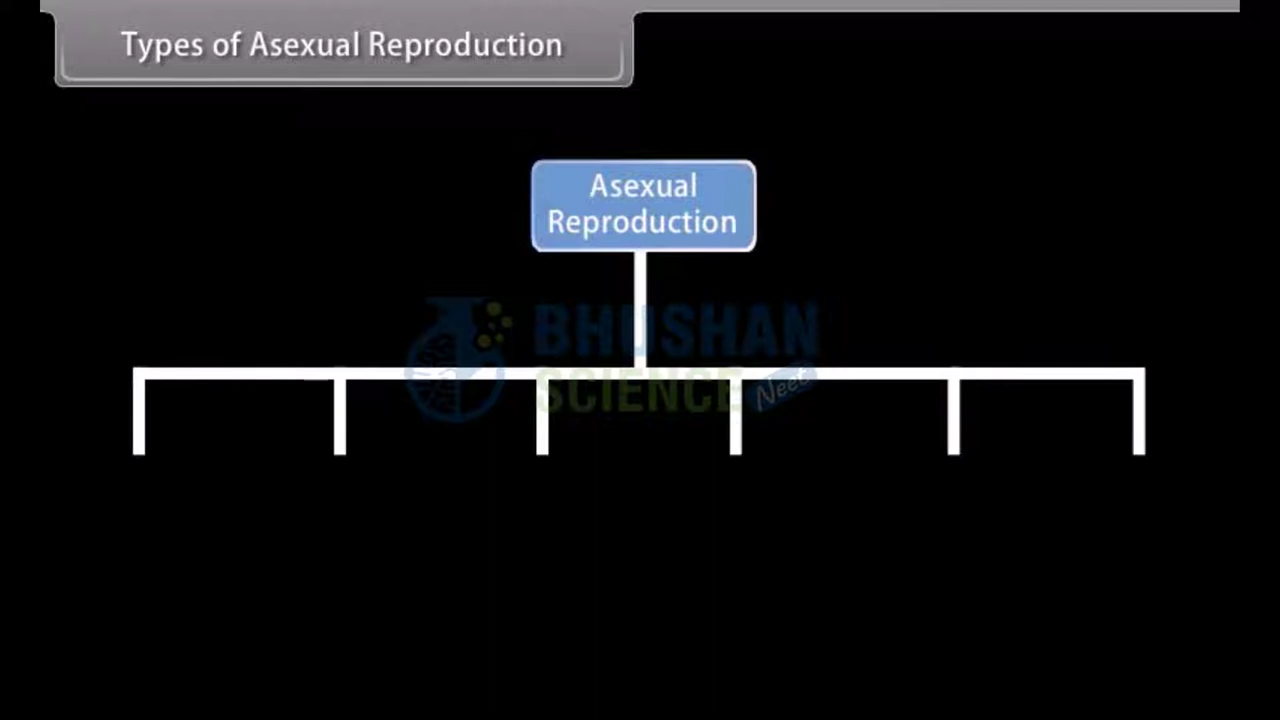 Types of Asexual Reproduction
Asexual
Reproduction
BHUSHAN
SCIENCE Neet